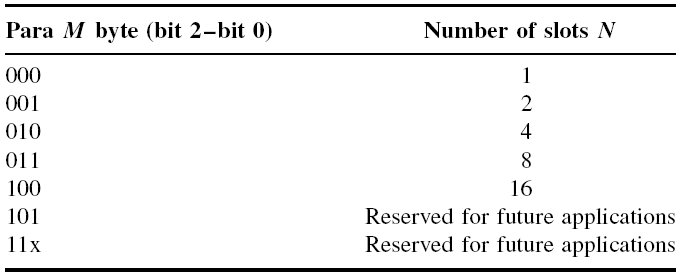 Para M byte (bit 2–bit 0) Number of slots N
000 1
001 2
010 4
011 8
100 16
101 Reserved for future applications
11x Reserved for future applications